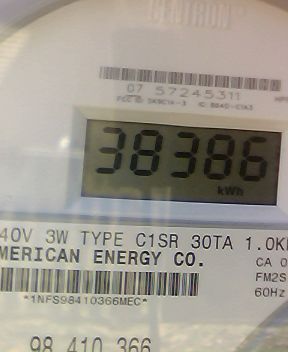 CENTRON
07 57245311
38386
kWh
40V 3W TYPE C1SR 30TA 1.0K
MERICAN ENERGY CO.
CA 0
FM2S
60Hz
*1NFS98410366MEC*
98 410 366